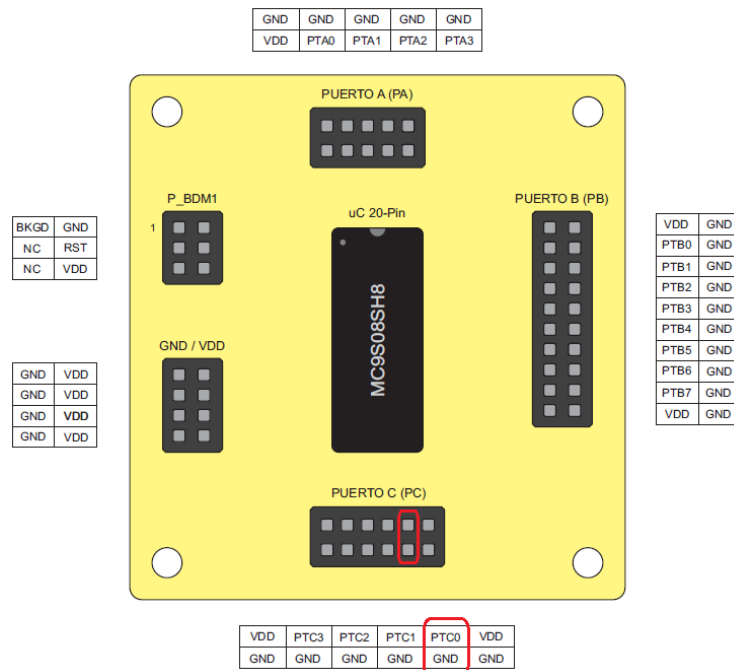 GND GND GND GND GND
VDD PTA0 PTA1 PTA2 PTA3
PUERTO A (PA)
P_BDM1
1
BKGD GND
NC RST
NC VDD
uC 20-Pin
MC9S08SH8
PUERTO B (PB)
VDD GND
PTB0 GND
PTB1 GND
PTB2 GND
PTB3 GND
PTB4 GND
PTB5 GND
PTB6 GND
PTB7 GND
VDD GND
GND / VDD
GND VDD
GND VDD
GND VDD
GND VDD
PUERTO C (PC)
VDD PTC3 PTC2 PTC1 PTC0 VDD
GND GND GND GND GND GND